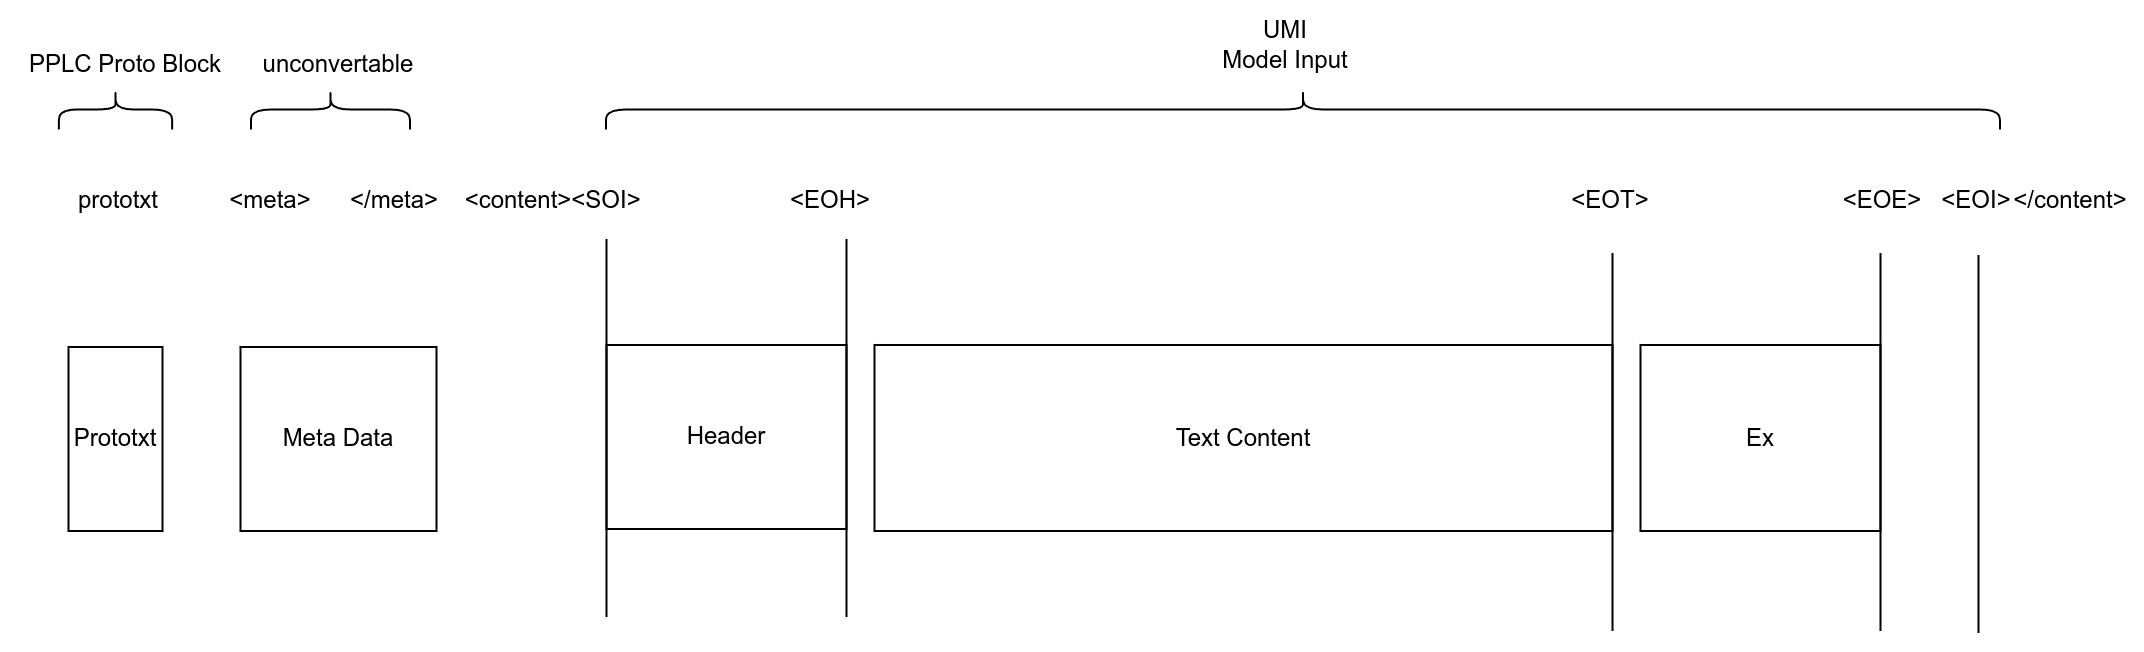 UMI
Model Input
PPLC Proto Block unconvertable
prototxt <meta> </meta> <content><SOI> <EOH> <EOT> <EOE> <EOI></content>
Prototxt Meta Data Header Text Content Ex